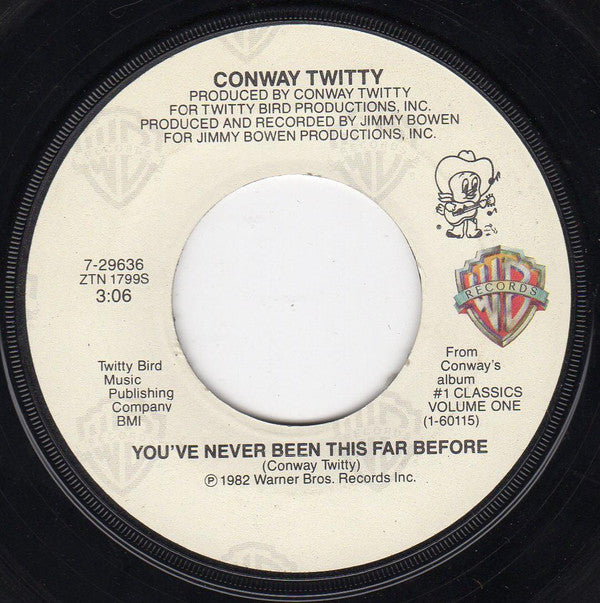 CONWAY TWITTY
PRODUCED BY CONWAY TWITTY
FOR TWITTY BIRD PRODUCTIONS, INC.
PRODUCED AND RECORDED BY JIMMY BOWEN
FOR JIMMY BOWEN PRODUCTIONS, INC.
7-29636
ZTN 1799S
3:06
WB
RECORDS
Twitty Bird
Music
Publishing
Company
BMI
From
Conway's
album
#1 CLASSICS
VOLUME ONE
(1-60115)
YOU'VE NEVER BEEN THIS FAR BEFORE
(Conway Twitty)
℗ 1982 Warner Bros. Records Inc.